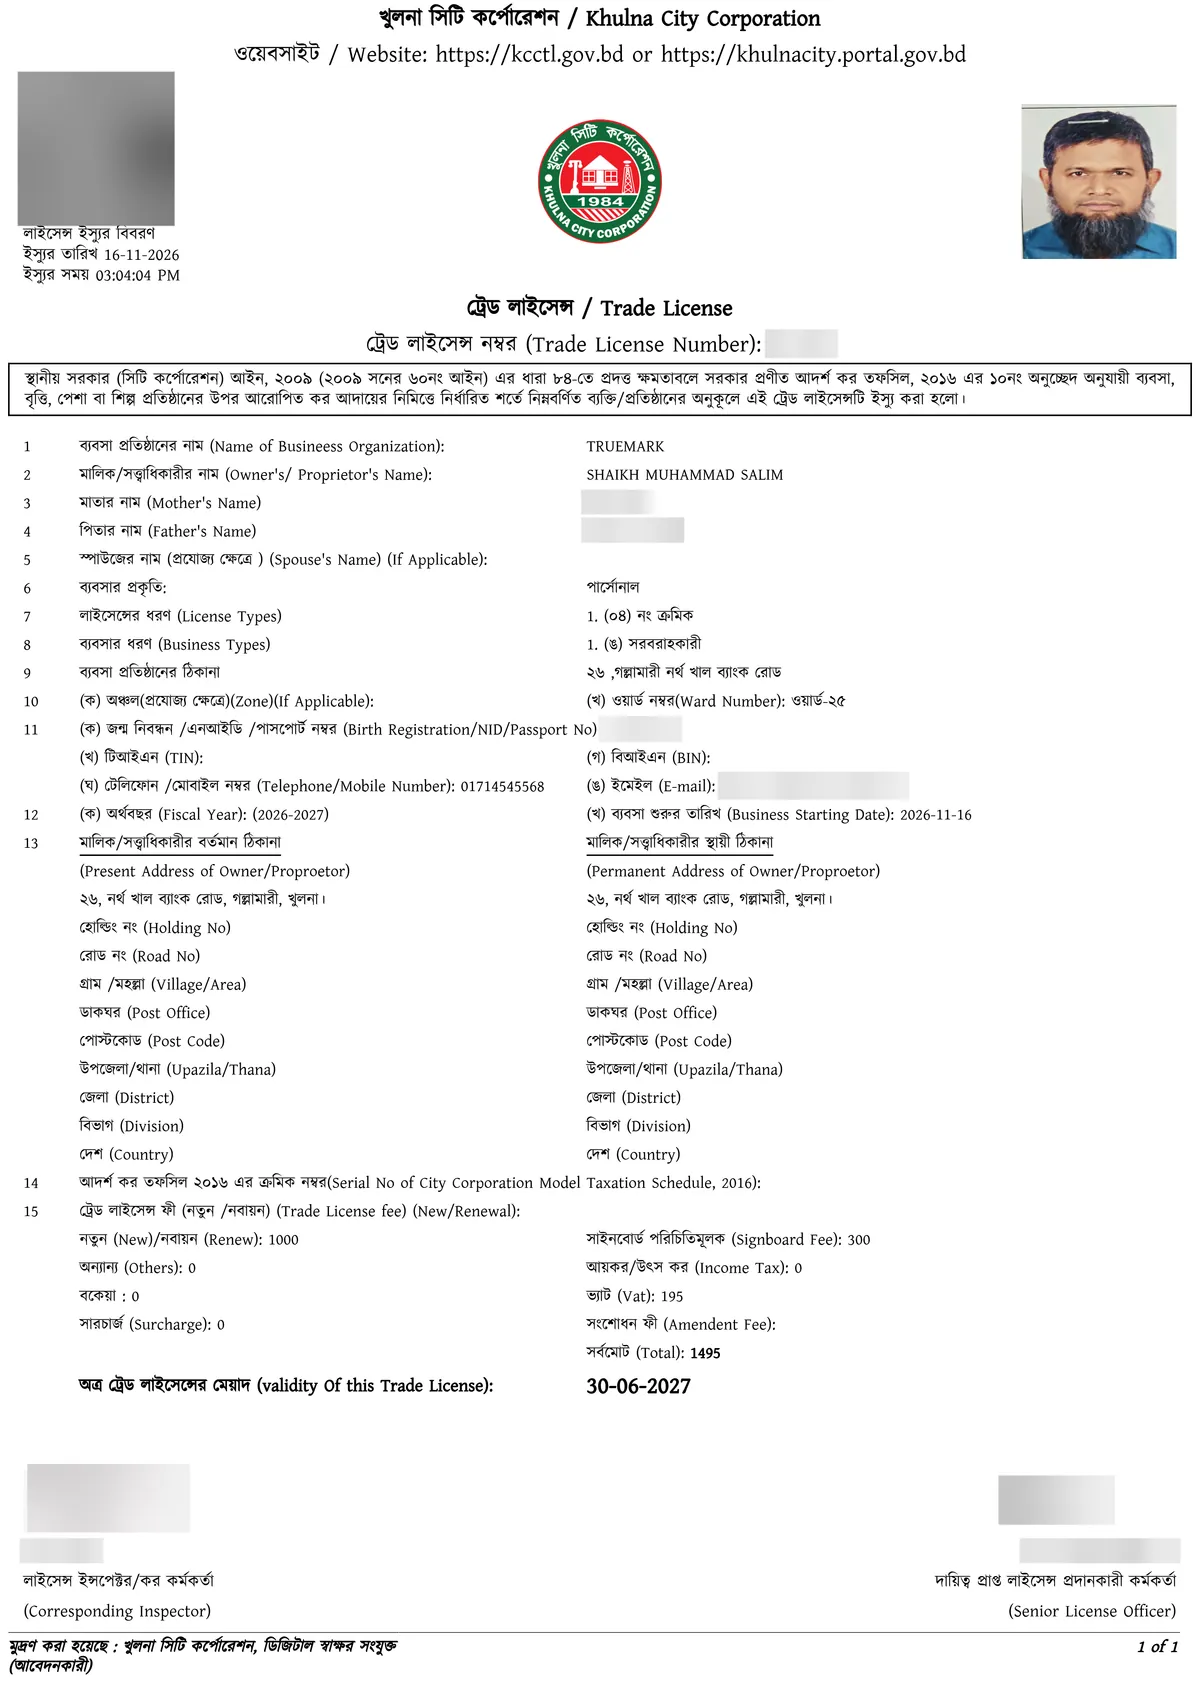 খুলনা সিটি কর্পোরেশন / Khulna City Corporation
ওয়েবসাইট / Website: https://kcctl.gov.bd or https://khulnacity.portal.gov.bd
খুলনা সিটি কর্পোরেশন
1984
KHULNA CITY CORPORATION
লাইসেন্স ইস্যুর বিবরণ
ইস্যুর তারিখ 16-11-2026
ইস্যুর সময় 03:04:04 PM
ট্রেড লাইসেন্স / Trade License
ট্রেড লাইসেন্স নম্বর (Trade License Number):
স্থানীয় সরকার (সিটি কর্পোরেশন) আইন, ২০০৯ (২০০৯ সনের ৬০নং আইন) এর ধারা ৮৪-তে প্রদত্ত ক্ষমতাবলে সরকার প্রণীত আদর্শ কর তফসিল, ২০১৬ এর ১০নং অনুচ্ছেদ অনুযায়ী ব্যবসা,
বৃত্তি, পেশা বা শিল্প প্রতিষ্ঠানের উপর আরোপিত কর আদায়ের নিমিত্তে নির্ধারিত শর্তে নিম্নবর্ণিত ব্যক্তি/প্রতিষ্ঠানের অনুকূলে এই ট্রেড লাইসেন্সটি ইস্যু করা হলো।
1 ব্যবসা প্রতিষ্ঠানের নাম (Name of Busineess Organization): TRUEMARK
2 মালিক/সত্ত্বাধিকারীর নাম (Owner's/ Proprietor's Name): SHAIKH MUHAMMAD SALIM
3 মাতার নাম (Mother's Name)
4 পিতার নাম (Father's Name)
5 স্পাউজের নাম (প্রযোজ্য ক্ষেত্রে ) (Spouse's Name) (If Applicable):
6 ব্যবসার প্রকৃতি: পার্সোনাল
7 লাইসেন্সের ধরণ (License Types) 1. (০৪) নং ক্রমিক
8 ব্যবসার ধরণ (Business Types) 1. (ঙ) সরবরাহকারী
9 ব্যবসা প্রতিষ্ঠানের ঠিকানা ২৬ ,গল্লামারী নর্থ খাল ব্যাংক রোড
10 (ক) অঞ্চল(প্রযোজ্য ক্ষেত্রে)(Zone)(If Applicable): (খ) ওয়ার্ড নম্বর(Ward Number): ওয়ার্ড-২৫
11 (ক) জন্ম নিবন্ধন /এনআইডি /পাসপোর্ট নম্বর (Birth Registration/NID/Passport No)
(খ) টিআইএন (TIN): (গ) বিআইএন (BIN):
(ঘ) টেলিফোন /মোবাইল নম্বর (Telephone/Mobile Number): 01714545568 (ঙ) ইমেইল (E-mail):
12 (ক) অর্থবছর (Fiscal Year): (2026-2027) (খ) ব্যবসা শুরুর তারিখ (Business Starting Date): 2026-11-16
13 মালিক/সত্ত্বাধিকারীর বর্তমান ঠিকানা মালিক/সত্ত্বাধিকারীর স্থায়ী ঠিকানা
(Present Address of Owner/Proproetor) (Permanent Address of Owner/Proproetor)
২৬, নর্থ খাল ব্যাংক রোড, গল্লামারী, খুলনা। ২৬, নর্থ খাল ব্যাংক রোড, গল্লামারী, খুলনা।
হোল্ডিং নং (Holding No) হোল্ডিং নং (Holding No)
রোড নং (Road No) রোড নং (Road No)
গ্রাম /মহল্লা (Village/Area) গ্রাম /মহল্লা (Village/Area)
ডাকঘর (Post Office) ডাকঘর (Post Office)
পোস্টকোড (Post Code) পোস্টকোড (Post Code)
উপজেলা/থানা (Upazila/Thana) উপজেলা/থানা (Upazila/Thana)
জেলা (District) জেলা (District)
বিভাগ (Division) বিভাগ (Division)
দেশ (Country) দেশ (Country)
14 আদর্শ কর তফসিল ২০১৬ এর ক্রমিক নম্বর(Serial No of City Corporation Model Taxation Schedule, 2016):
15 ট্রেড লাইসেন্স ফী (নতুন /নবায়ন) (Trade License fee) (New/Renewal):
নতুন (New)/নবায়ন (Renew): 1000 সাইনবোর্ড পরিচিতিমূলক (Signboard Fee): 300
অন্যান্য (Others): 0 আয়কর/উৎস কর (Income Tax): 0
বকেয়া : 0 ভ্যাট (Vat): 195
সারচার্জ (Surcharge): 0 সংশোধন ফী (Amendent Fee):
সর্বমোট (Total): 1495
অত্র ট্রেড লাইসেন্সের মেয়াদ (validity Of this Trade License): 30-06-2027
লাইসেন্স ইন্সপেক্টর/কর কর্মকর্তা দায়িত্ব প্রাপ্ত লাইসেন্স প্রদানকারী কর্মকর্তা
(Corresponding Inspector) (Senior License Officer)
মুদ্রণ করা হয়েছে : খুলনা সিটি কর্পোরেশন, ডিজিটাল স্বাক্ষর সংযুক্ত 1 of 1
(আবেদনকারী)